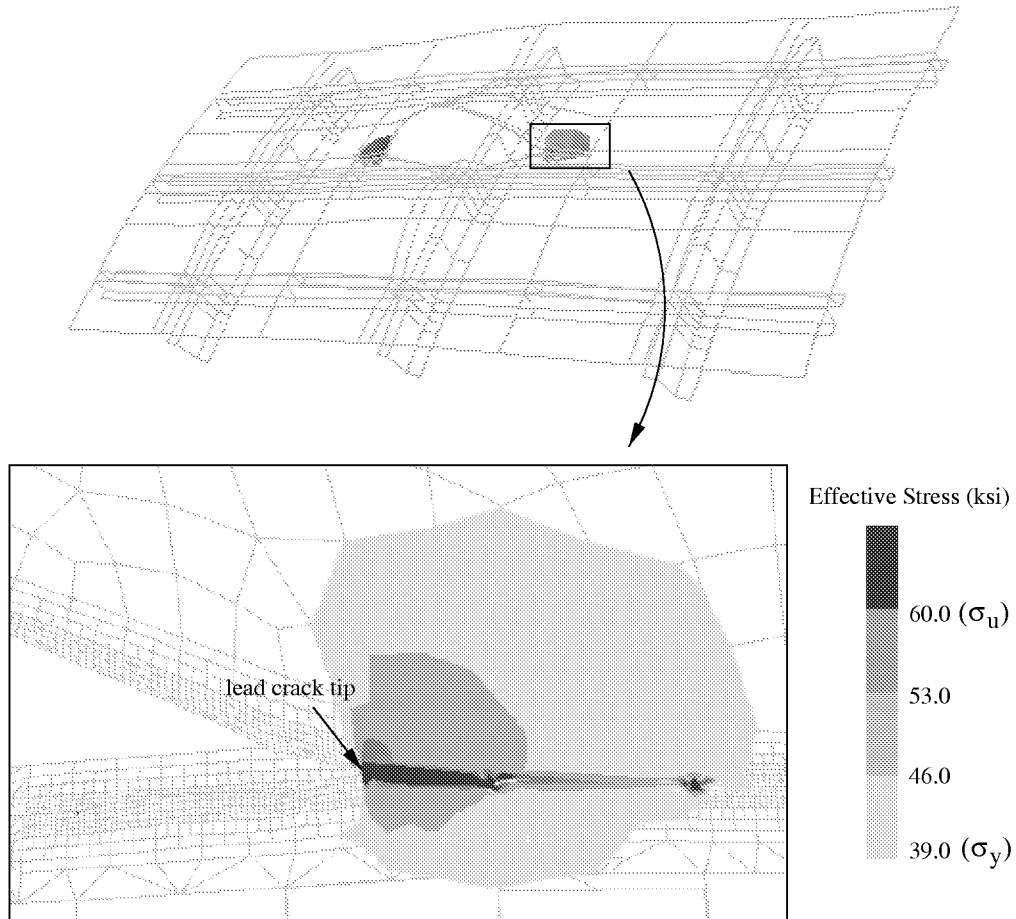 Effective Stress (ksi)
60.0 (σu)
53.0
46.0
39.0 (σy)
lead crack tip